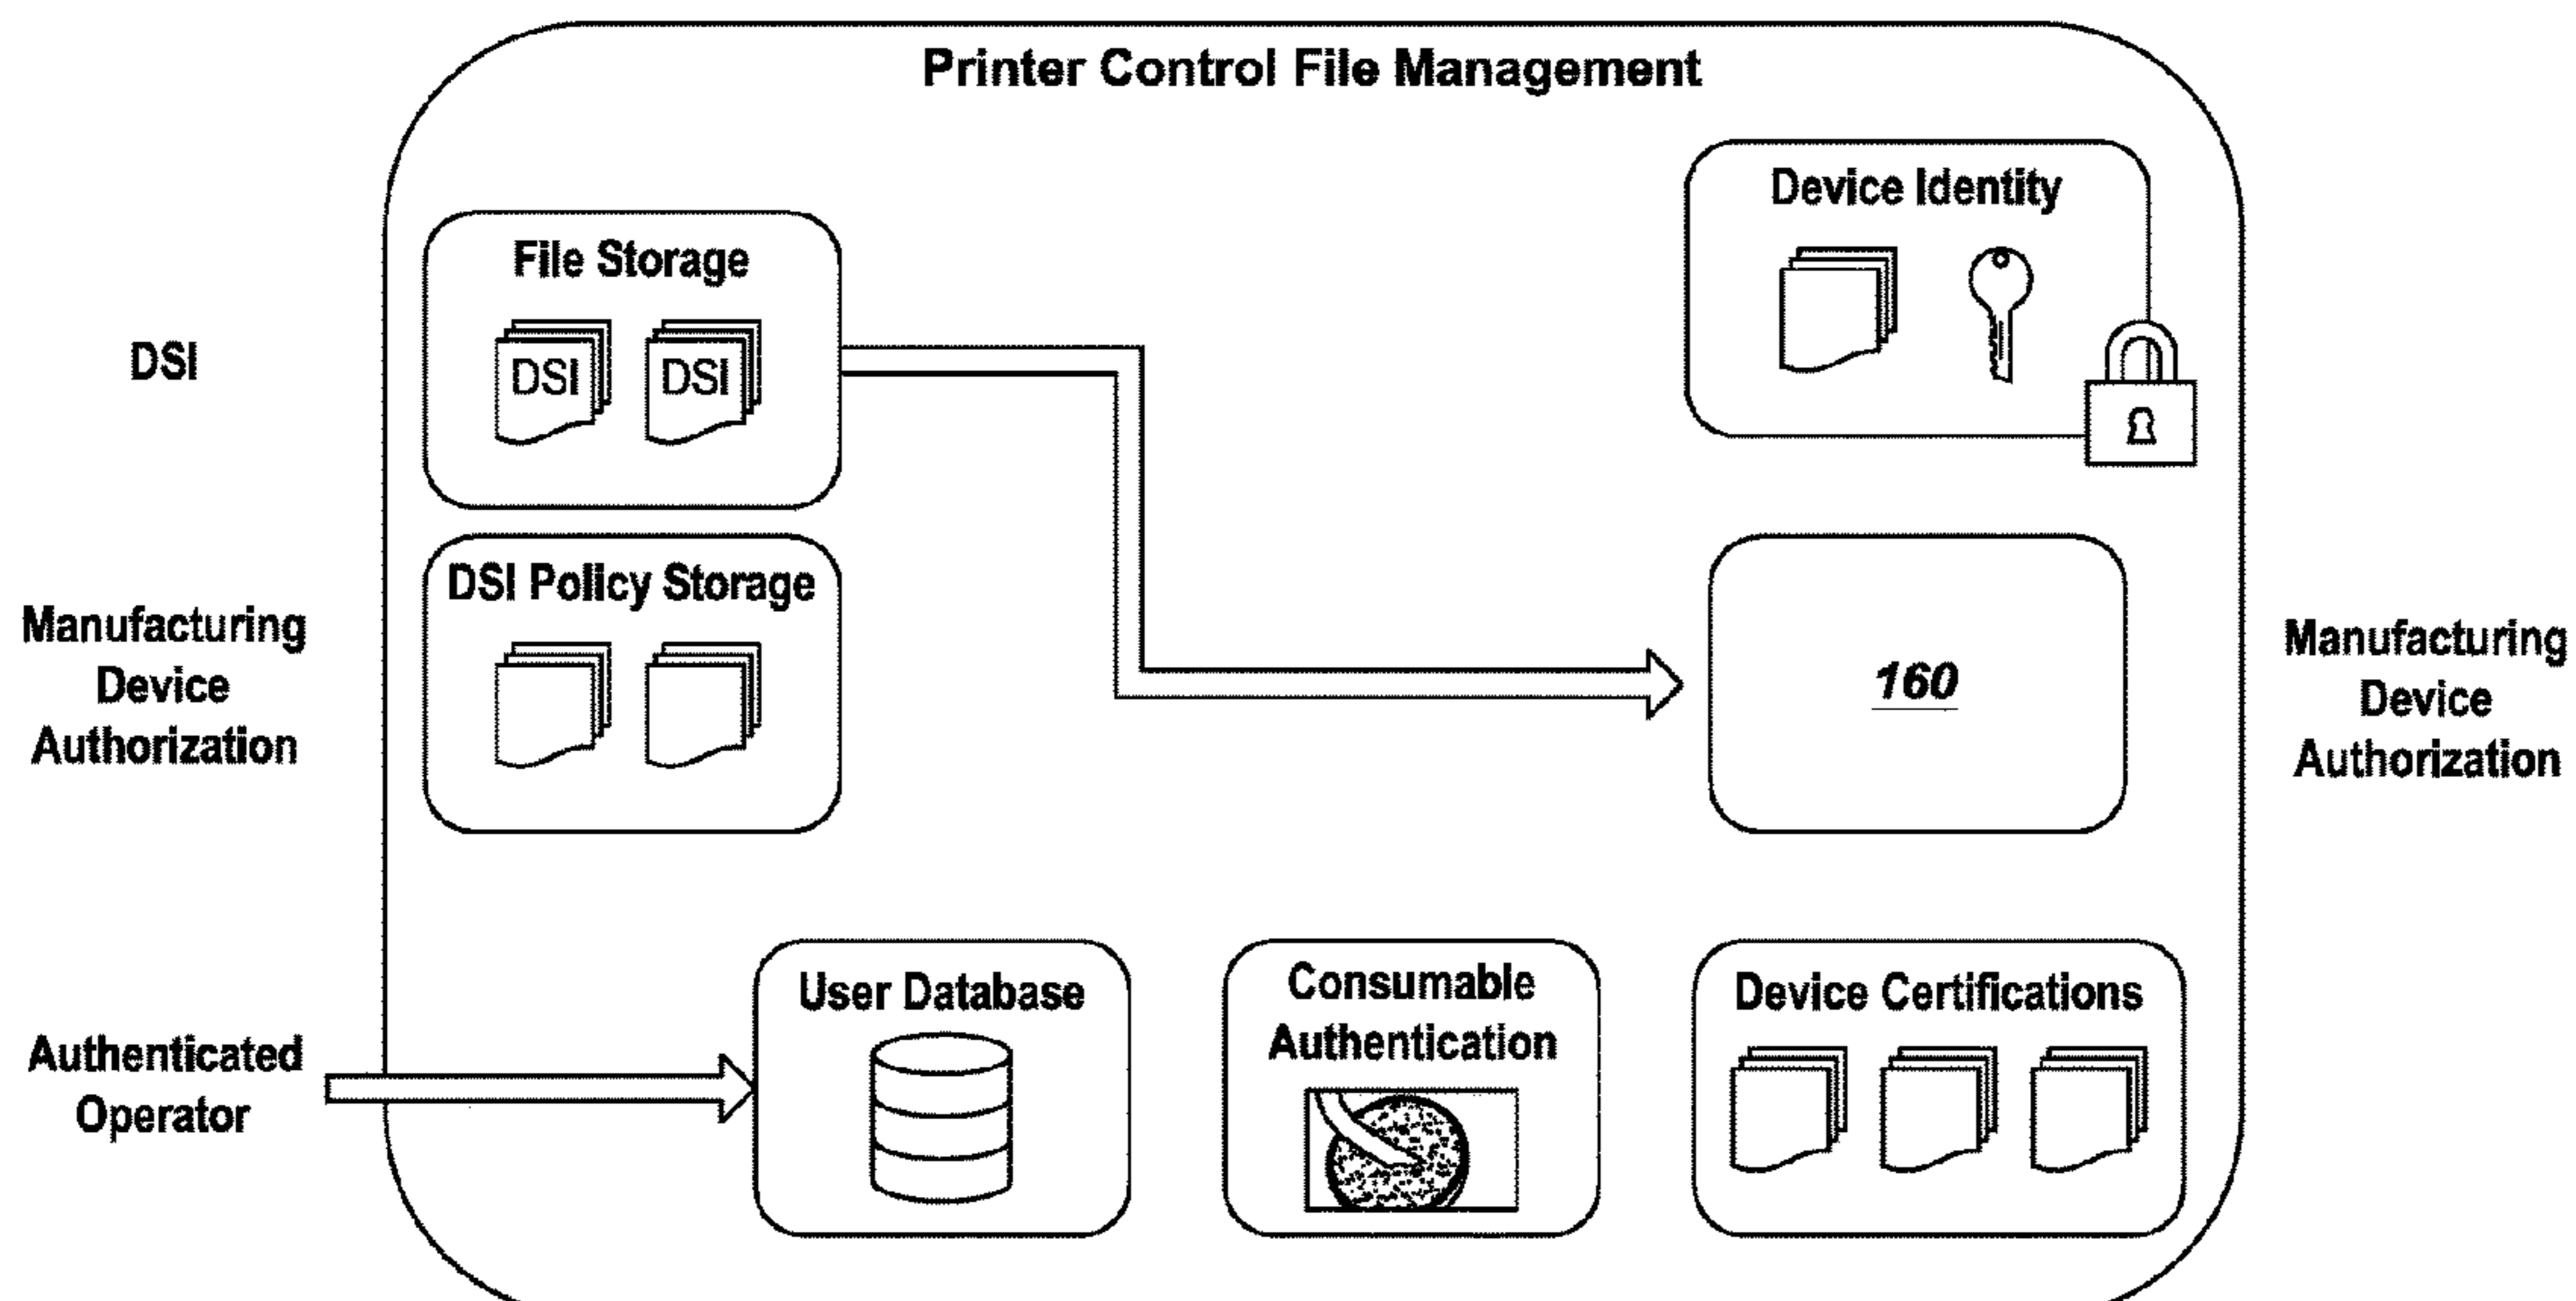 Printer Control File Management
Device Identity
File Storage
DSI
DSI
DSI
DSI Policy Storage
Manufacturing
Device
Authorization
160
Manufacturing
Device
Authorization
User Database
Consumable
Authentication
Device Certifications
Authenticated
Operator